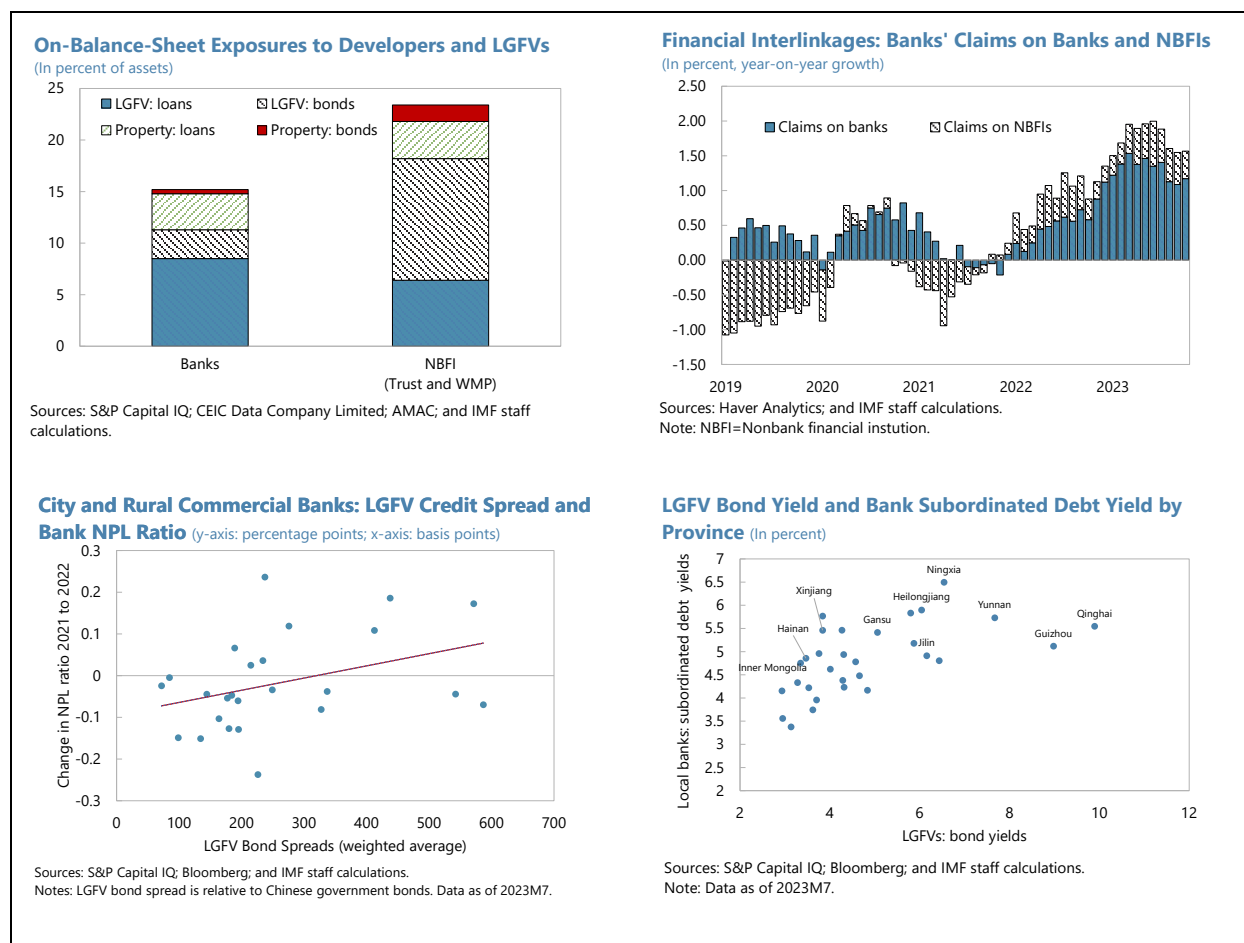 On-Balance-Sheet Exposures to Developers and LGFVs
(In percent of assets)
25
20
15
10
5
0
LGFV: loans
LGFV: bonds
Property: loans
Property: bonds
Banks
NBFI
(Trust and WMP)
Sources: S&P Capital IQ; CEIC Data Company Limited; AMAC; and IMF staff
calculations.
Financial Interlinkages: Banks' Claims on Banks and NBFIs
(In percent, year-on-year growth)
2.50
2.00
1.50
1.00
0.50
0.00
-0.50
-1.00
-1.50
Claims on banks
Claims on NBFIs
2019
2020
2021
2022
2023
Sources: Haver Analytics; and IMF staff calculations.
Note: NBFI=Nonbank financial instution.
City and Rural Commercial Banks: LGFV Credit Spread and
Bank NPL Ratio (y-axis: percentage points; x-axis: basis points)
Change in NPL ratio 2021 to 2022
0.3
0.2
0.1
0
-0.1
-0.2
-0.3
0
100
200
300
400
500
600
700
LGFV Bond Spreads (weighted average)
Sources: S&P Capital IQ; Bloomberg; and IMF staff calculations.
Notes: LGFV bond spread is relative to Chinese government bonds. Data as of 2023M7.
LGFV Bond Yield and Bank Subordinated Debt Yield by
Province (In percent)
Local banks: subordinated debt yields
7
6.5
6
5.5
5
4.5
4
3.5
3
2.5
2
Ningxia
Xinjiang
Heilongjiang
Yunnan
Qinghai
Gansu
Hainan
Jilin
Guizhou
Inner Mongolia
2
4
6
8
10
12
LGFVs: bond yields
Sources: S&P Capital IQ; Bloomberg; and IMF staff calculations.
Note: Data as of 2023M7.